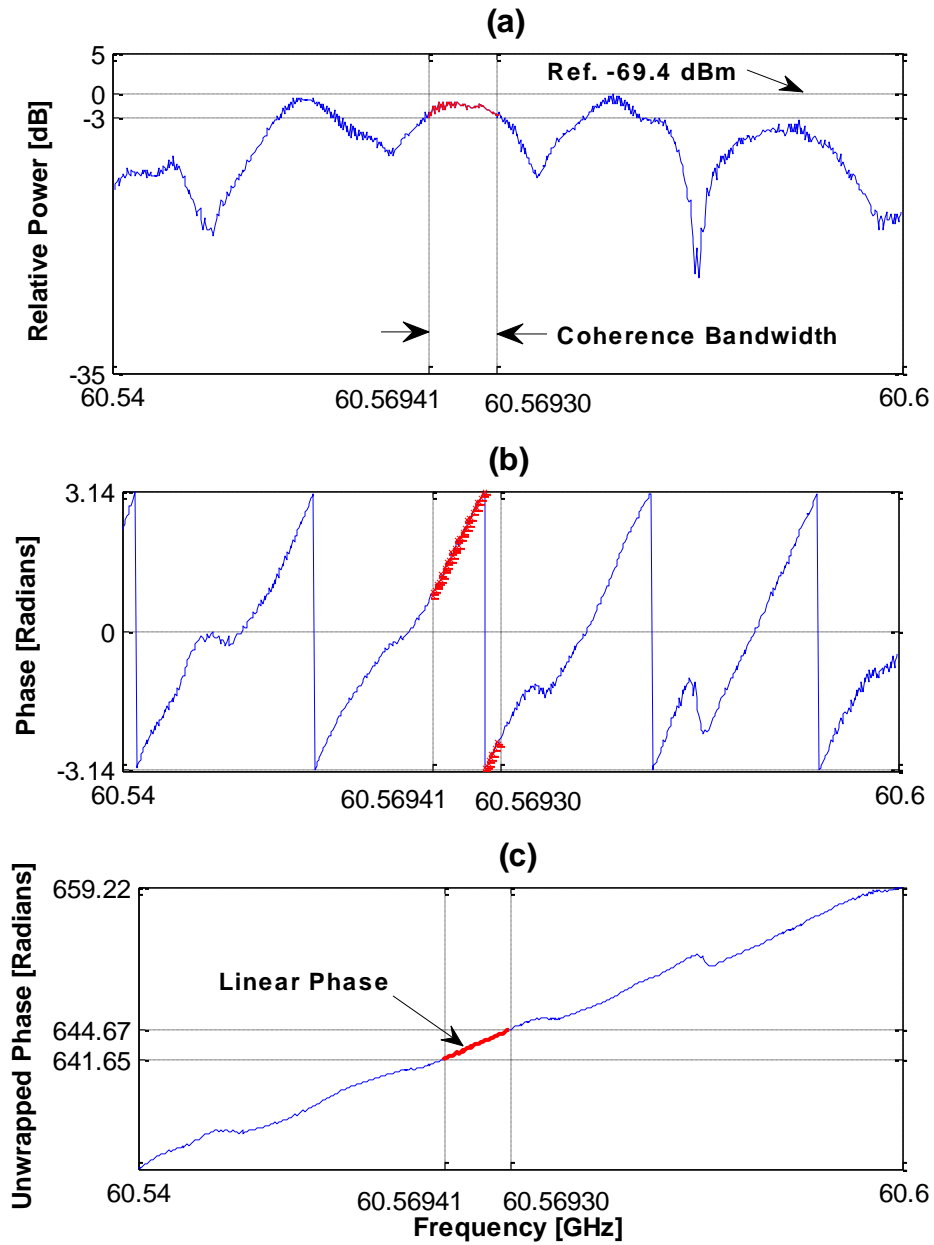 (a)
Relative Power [dB]
5
0
-3
-35
Ref. -69.4 dBm
Coherence Bandwidth
60.54
60.56941
60.56930
60.6
(b)
Phase [Radians]
3.14
0
-3.14
60.54
60.56941
60.56930
60.6
(c)
Unwrapped Phase [Radians]
659.22
644.67
641.65
Linear Phase
60.54
60.56941
60.56930
60.6
Frequency [GHz]